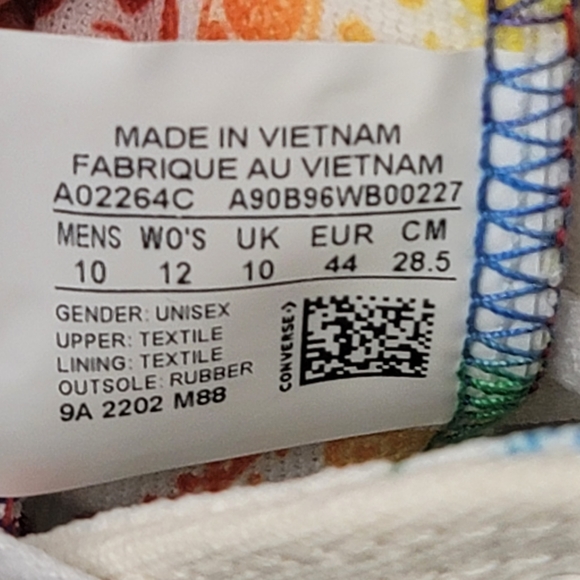 MADE IN VIETNAM
FABRIQUE AU VIETNAM
A02264C A90B96WB00227
MENS WO'S UK EUR CM
10 12 10 44 28.5
GENDER: UNISEX
UPPER: TEXTILE
LINING: TEXTILE
OUTSOLE: RUBBER
9A 2202 M88
CONVERSE